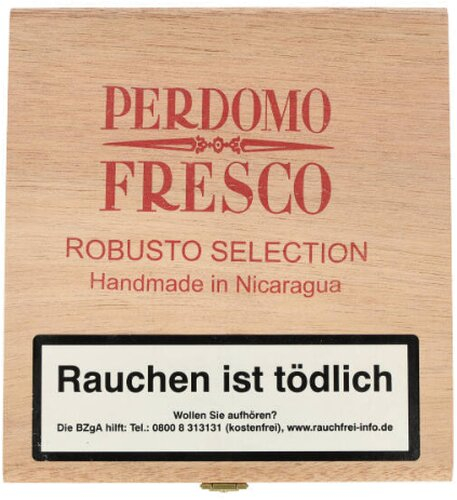 PERDOMO
FRESCO
ROBUSTO SELECTION
Handmade in Nicaragua
Rauchen ist tödlich
Wollen Sie aufhören?
Die BZgA hilft: Tel.: 0800 8 313131 (kostenfrei), www.rauchfrei-info.de